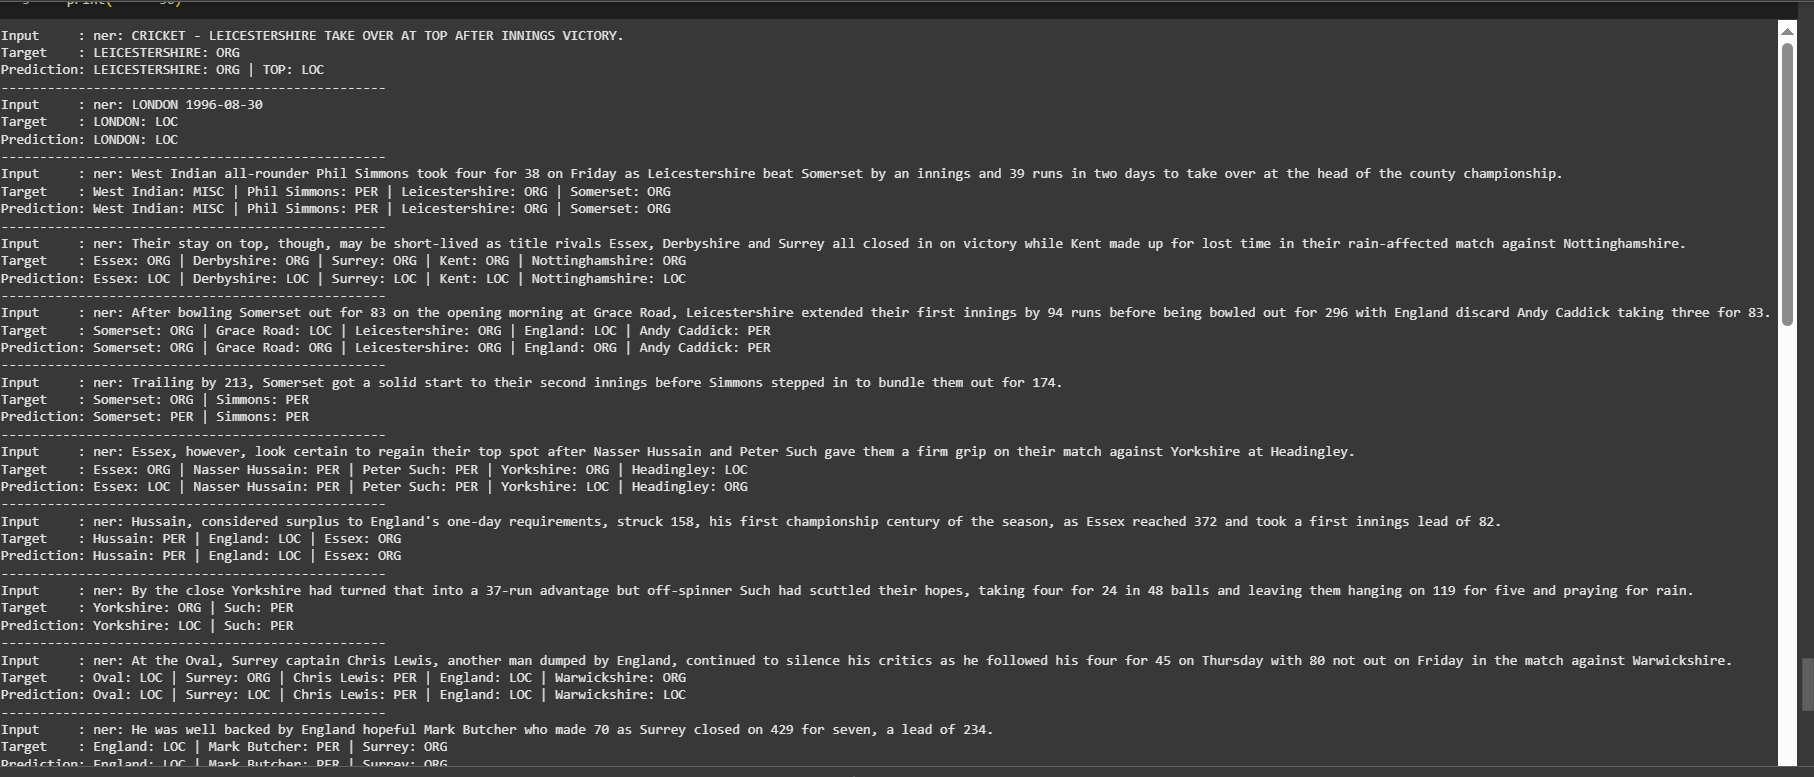 Input     : ner: CRICKET - LEICESTERSHIRE TAKE OVER AT TOP AFTER INNINGS VICTORY.
Target    : LEICESTERSHIRE: ORG
Prediction: LEICESTERSHIRE: ORG | TOP: LOC
--------------------------------------------------
Input     : ner: LONDON 1996-08-30
Target    : LONDON: LOC
Prediction: LONDON: LOC
--------------------------------------------------
Input     : ner: West Indian all-rounder Phil Simmons took four for 38 on Friday as Leicestershire beat Somerset by an innings and 39 runs in two days to take over at the head of the county championship.
Target    : West Indian: MISC | Phil Simmons: PER | Leicestershire: ORG | Somerset: ORG
Prediction: West Indian: MISC | Phil Simmons: PER | Leicestershire: ORG | Somerset: ORG
--------------------------------------------------
Input     : ner: Their stay on top, though, may be short-lived as title rivals Essex, Derbyshire and Surrey all closed in on victory while Kent made up for lost time in their rain-affected match against Nottinghamshire.
Target    : Essex: ORG | Derbyshire: ORG | Surrey: ORG | Kent: ORG | Nottinghamshire: ORG
Prediction: Essex: LOC | Derbyshire: LOC | Surrey: LOC | Kent: LOC | Nottinghamshire: LOC
--------------------------------------------------
Input     : ner: After bowling Somerset out for 83 on the opening morning at Grace Road, Leicestershire extended their first innings by 94 runs before being bowled out for 296 with England discard Andy Caddick taking three for 83.
Target    : Somerset: ORG | Grace Road: LOC | Leicestershire: ORG | England: LOC | Andy Caddick: PER
Prediction: Somerset: ORG | Grace Road: ORG | Leicestershire: ORG | England: ORG | Andy Caddick: PER
--------------------------------------------------
Input     : ner: Trailing by 213, Somerset got a solid start to their second innings before Simmons stepped in to bundle them out for 174.
Target    : Somerset: ORG | Simmons: PER
Prediction: Somerset: PER | Simmons: PER
--------------------------------------------------
Input     : ner: Essex, however, look certain to regain their top spot after Nasser Hussain and Peter Such gave them a firm grip on their match against Yorkshire at Headingley.
Target    : Essex: ORG | Nasser Hussain: PER | Peter Such: PER | Yorkshire: ORG | Headingley: LOC
Prediction: Essex: LOC | Nasser Hussain: PER | Peter Such: PER | Yorkshire: LOC | Headingley: ORG
--------------------------------------------------
Input     : ner: Hussain, considered surplus to England's one-day requirements, struck 158, his first championship century of the season, as Essex reached 372 and took a first innings lead of 82.
Target    : Hussain: PER | England: LOC | Essex: ORG
Prediction: Hussain: PER | England: LOC | Essex: ORG
--------------------------------------------------
Input     : ner: By the close Yorkshire had turned that into a 37-run advantage but off-spinner Such had scuttled their hopes, taking four for 24 in 48 balls and leaving them hanging on 119 for five and praying for rain.
Target    : Yorkshire: ORG | Such: PER
Prediction: Yorkshire: LOC | Such: PER
--------------------------------------------------
Input     : ner: At the Oval, Surrey captain Chris Lewis, another man dumped by England, continued to silence his critics as he followed his four for 45 on Thursday with 80 not out on Friday in the match against Warwickshire.
Target    : Oval: LOC | Surrey: ORG | Chris Lewis: PER | England: LOC | Warwickshire: ORG
Prediction: Oval: LOC | Surrey: LOC | Chris Lewis: PER | England: LOC | Warwickshire: LOC
--------------------------------------------------
Input     : ner: He was well backed by England hopeful Mark Butcher who made 70 as Surrey closed on 429 for seven, a lead of 234.
Target    : England: LOC | Mark Butcher: PER | Surrey: ORG
Prediction: England: LOC | Mark Butcher: PER | Surrey: ORG